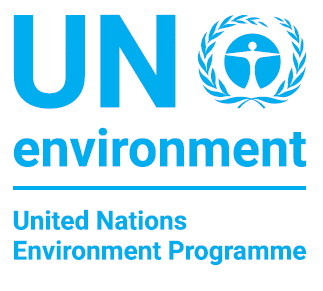 UN
environment
United Nations
Environment Programme